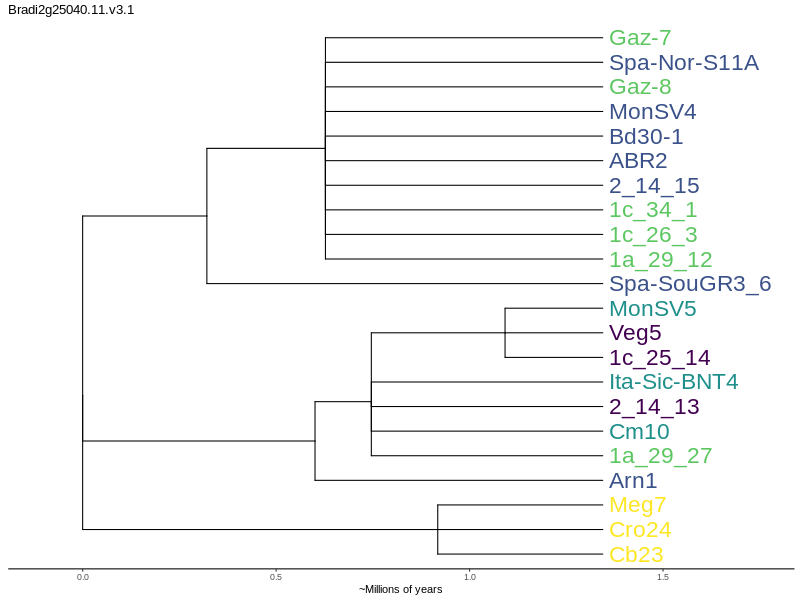 Bradi2g25040.11.v3.1
Gaz-7
Spa-Nor-S11A
Gaz-8
MonSV4
Bd30-1
ABR2
2_14_15
1c_34_1
1c_26_3
1a_29_12
Spa-SouGR3_6
MonSV5
Veg5
1c_25_14
Ita-Sic-BNT4
2_14_13
Cm10
1a_29_27
Arn1
Meg7
Cro24
Cb23
0.0 0.5 1.0 1.5
~Millions of years